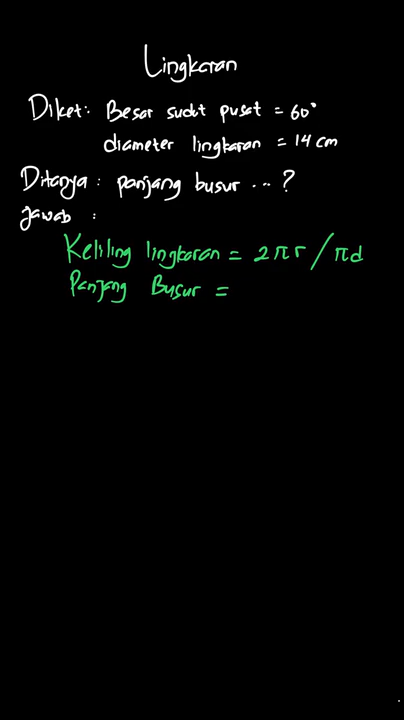 Lingkaran
Diket: Besar sudut pusat = 60°
diameter lingkaran = 14 cm
Ditanya : panjang busur ... ?
Jawab :
Keliling lingkaran = 2πr / πd
Panjang Busur =